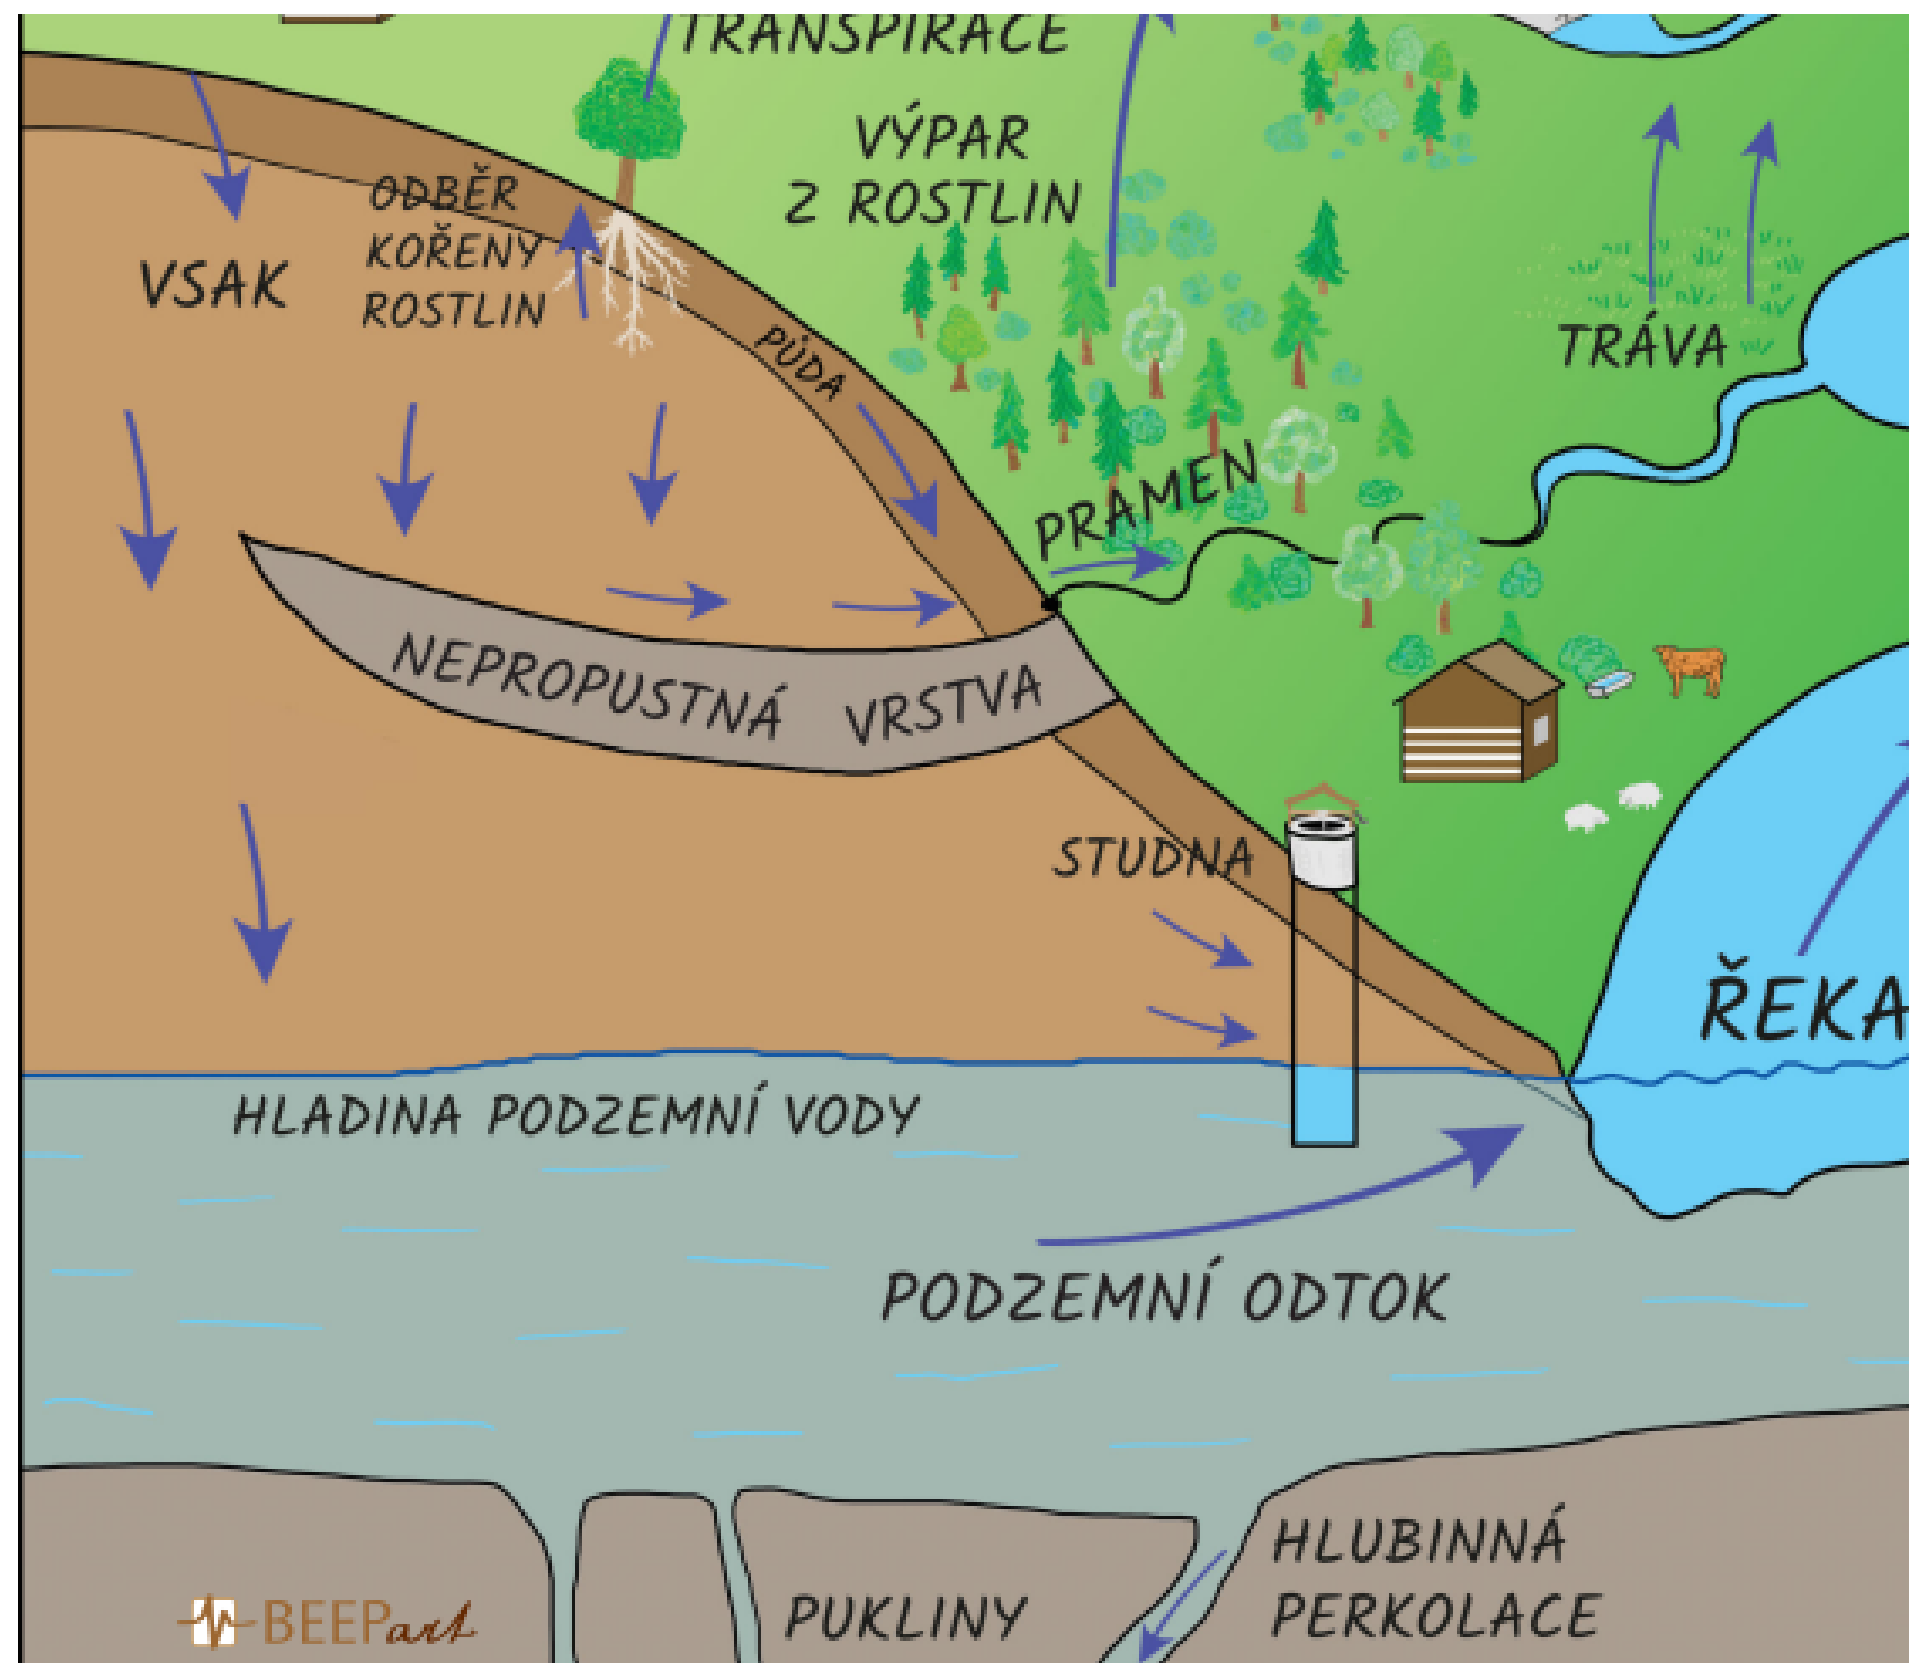 TRANSPIRACE
VÝPAR
Z ROSTLIN
ODBĚR
KOŘENY
ROSTLIN
VSAK
PŮDA
TRÁVA
PRAMEN
NEPROPUSTNÁ VRSTVA
STUDNA
ŘEKA
HLADINA PODZEMNÍ VODY
PODZEMNÍ ODTOK
HLUBINNÁ
PERKOLACE
PUKLINY
BEEPart